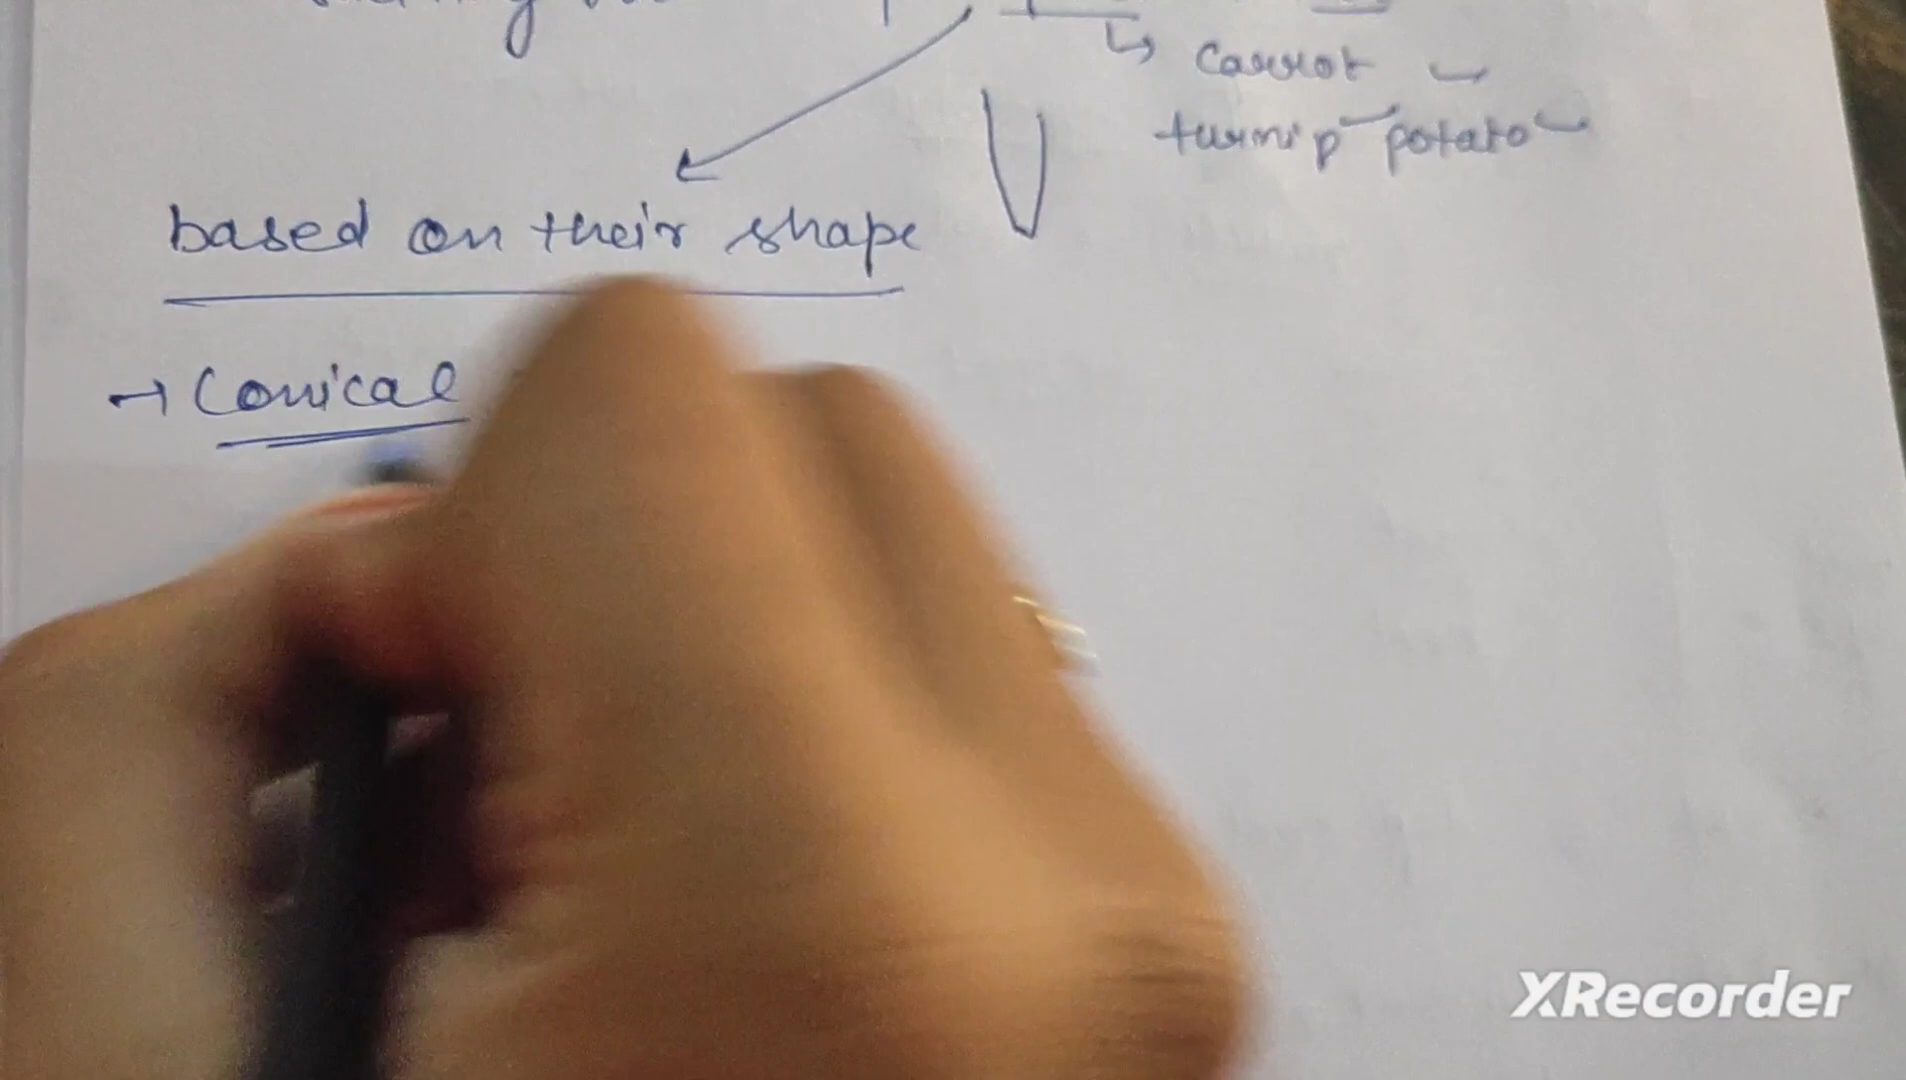 ↳ Carrot
turnip potato
based on their shape
→ Conical
XRecorder